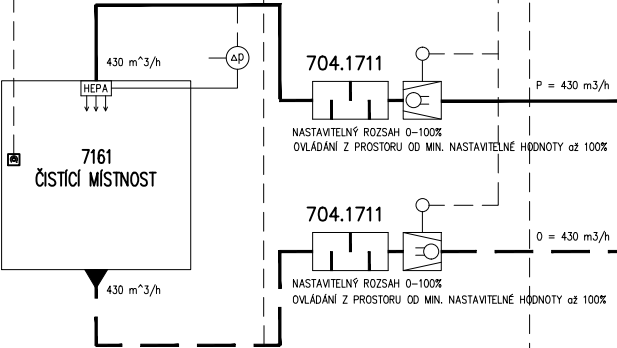 430 m^3/h
Δp
704.1711
HEPA
P = 430 m3/h
NASTAVITELNÝ ROZSAH 0-100%
OVLÁDÁNÍ Z PROSTORU OD MIN. NASTAVITELNÉ HODNOTY až 100%
7161
ČISTÍCÍ MÍSTNOST
704.1711
O = 430 m3/h
430 m^3/h
NASTAVITELNÝ ROZSAH 0-100%
OVLÁDÁNÍ Z PROSTORU OD MIN. NASTAVITELNÉ HODNOTY až 100%